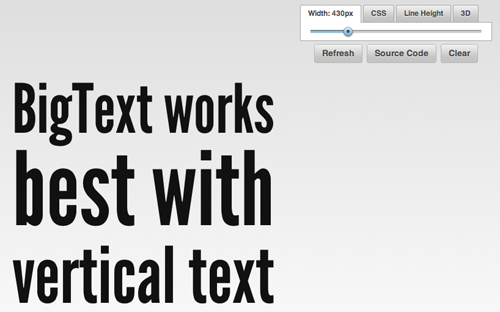 Width: 430px CSS Line Height 3D
Refresh Source Code Clear
BigText works
best with
vertical text